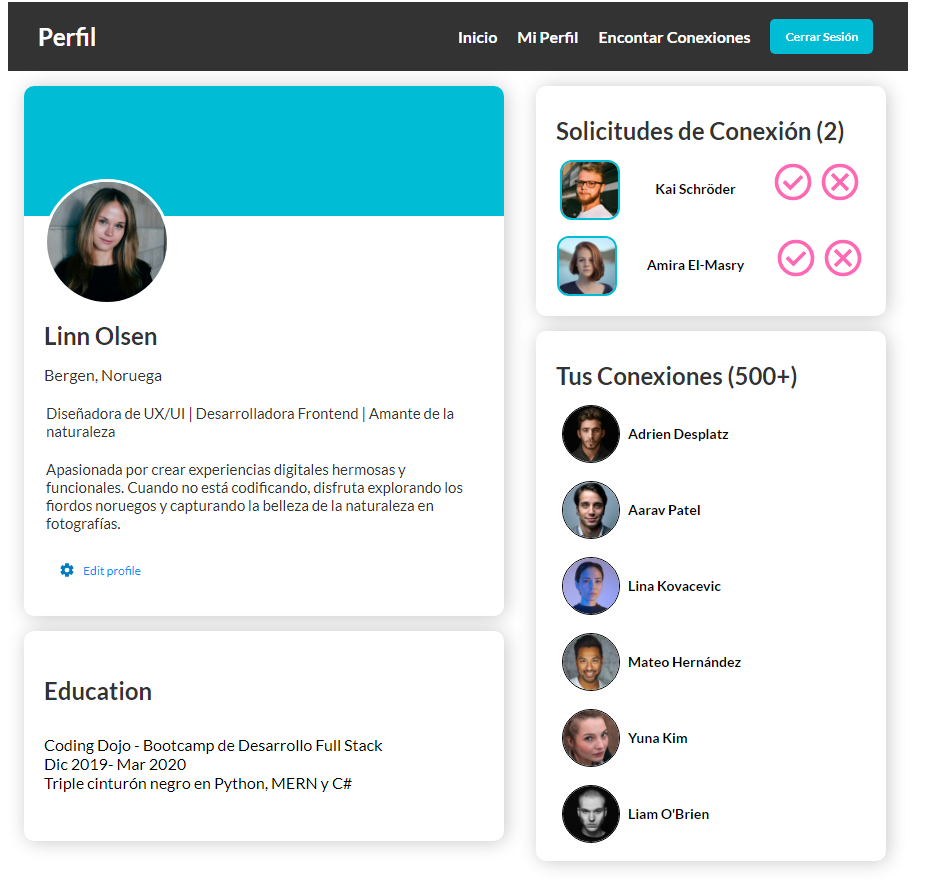 Perfil
Inicio Mi Perfil Encontar Conexiones Cerrar Sesión
Linn Olsen
Bergen, Noruega
Diseñadora de UX/UI | Desarrolladora Frontend | Amante de la
naturaleza
Apasionada por crear experiencias digitales hermosas y
funcionales. Cuando no está codificando, disfruta explorando los
fiordos noruegos y capturando la belleza de la naturaleza en
fotografías.
Edit profile
Education
Coding Dojo - Bootcamp de Desarrollo Full Stack
Dic 2019- Mar 2020
Triple cinturón negro en Python, MERN y C#
Solicitudes de Conexión (2)
Kai Schröder
Amira El-Masry
Tus Conexiones (500+)
Adrien Desplatz
Aarav Patel
Lina Kovacevic
Mateo Hernández
Yuna Kim
Liam O'Brien